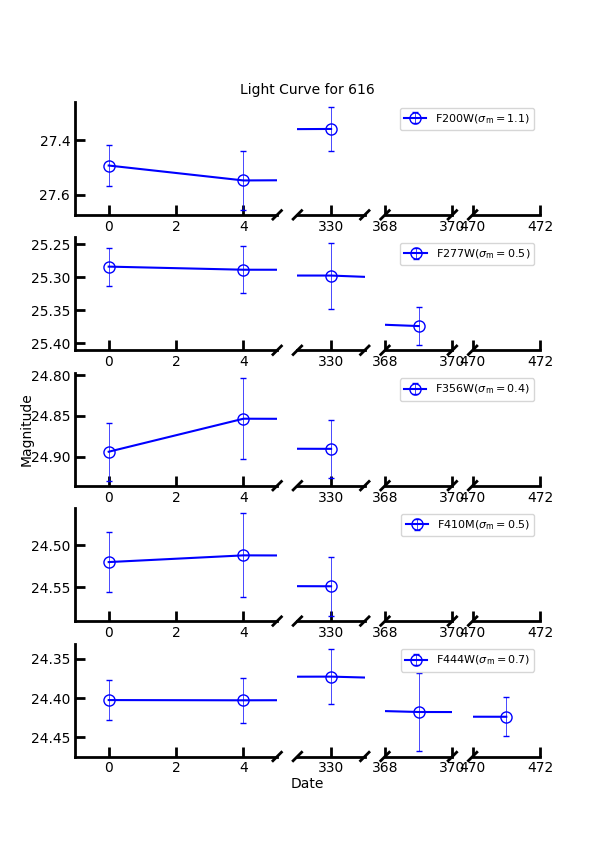 Light Curve for 616
F200W(σm = 1.1)
27.4
27.6
0 2 4 330 368 370 470 472
F277W(σm = 0.5)
25.25
25.30
25.35
25.40
0 2 4 330 368 370 470 472
F356W(σm = 0.4)
24.80
24.85
24.90
0 2 4 330 368 370 470 472
Magnitude
F410M(σm = 0.5)
24.50
24.55
0 2 4 330 368 370 470 472
F444W(σm = 0.7)
24.35
24.40
24.45
0 2 4 330 368 370 470 472
Date